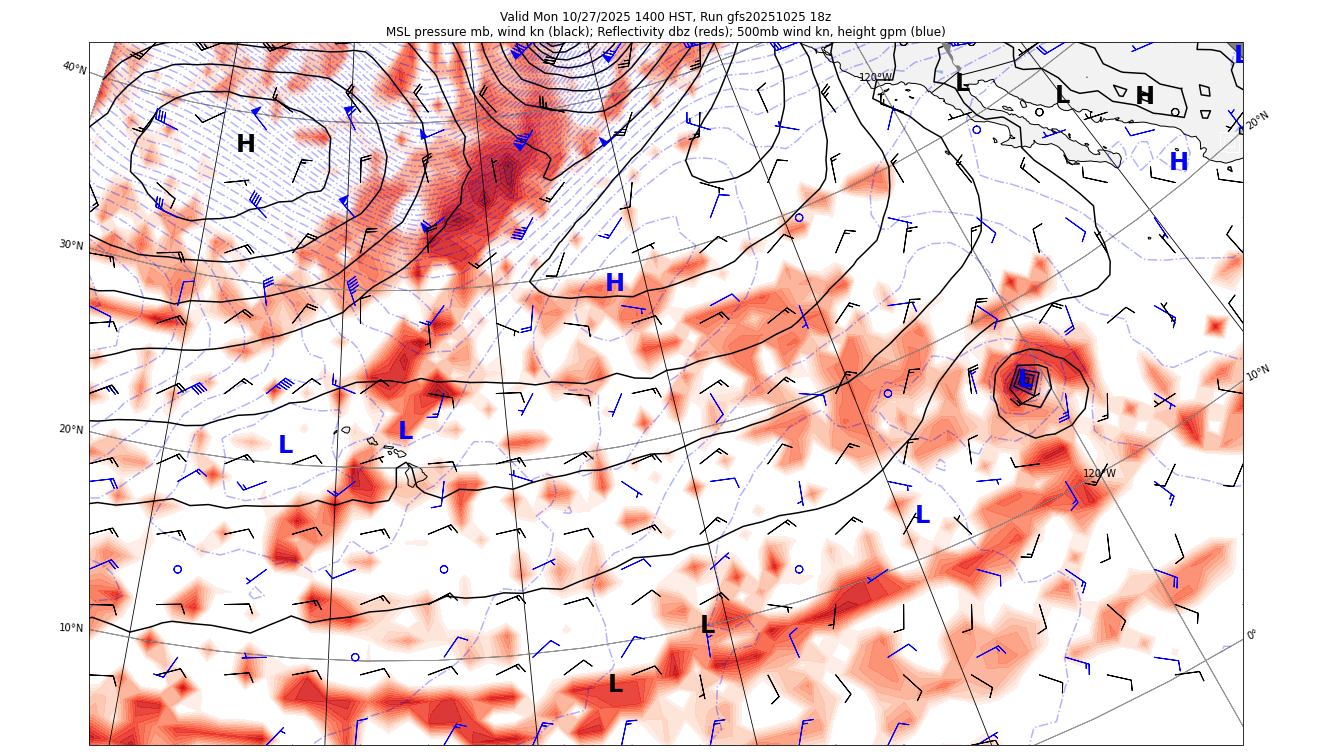 Valid Mon 10/27/2025 1400 HST, Run gfs20251025 18z
MSL pressure mb, wind kn (black); Reflectivity dbz (reds); 500mb wind kn, height gpm (blue)
L
40°N
120°W
L
L
H
20°N
H
H
30°N
H
10°N
L
20°N
L
L
120°W
L
10°N
L
0°
L